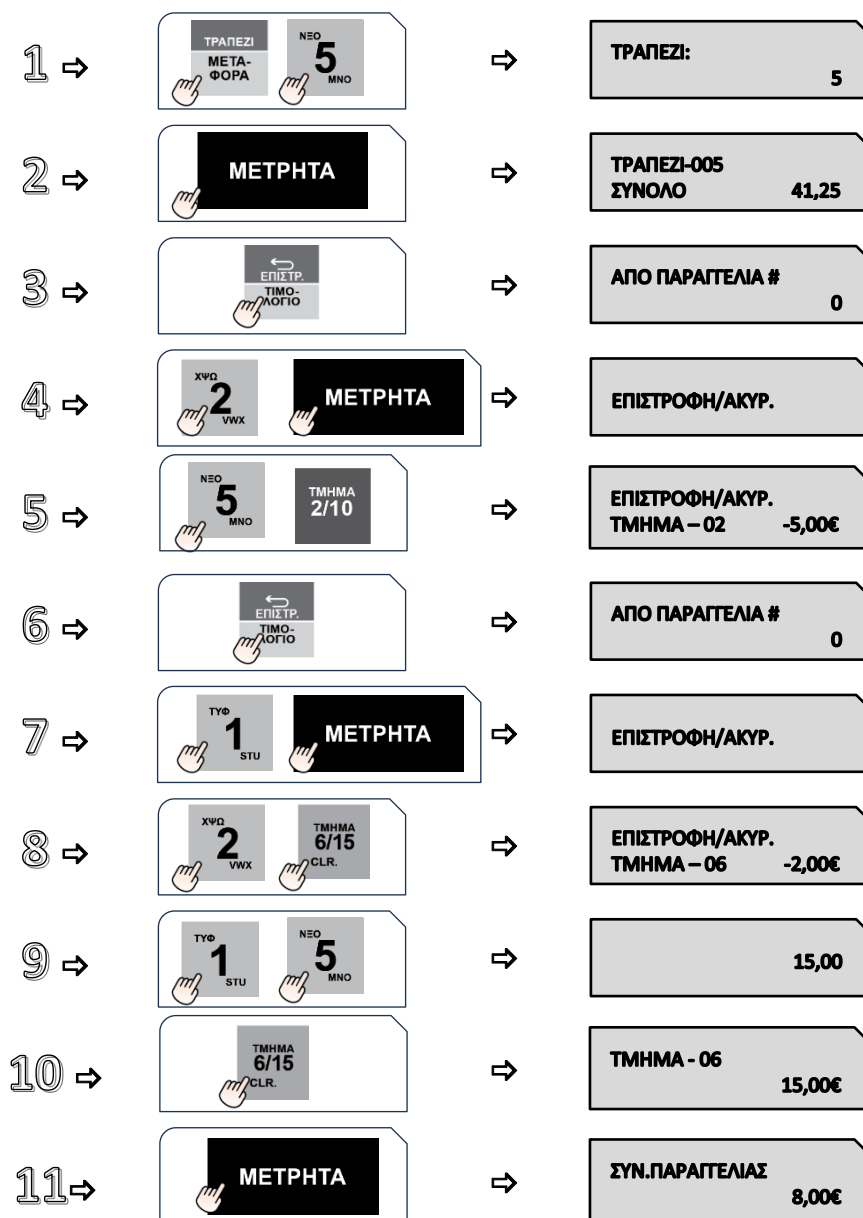 1
ΤΡΑΠΕΖΙ
ΜΕΤΑ-
ΦΟΡΑ
ΝΞΟ
5
MNO
ΤΡΑΠΕΖΙ:
5
2
ΜΕΤΡΗΤΑ
ΤΡΑΠΕΖΙ-005
ΣΥΝΟΛΟ 41,25
3
ΕΠΙΣΤΡ.
ΤΙΜΟ-
ΛΟΓΙΟ
ΑΠΟ ΠΑΡΑΓΓΕΛΙΑ #
0
4
ΧΨΩ
2
VWX
ΜΕΤΡΗΤΑ
ΕΠΙΣΤΡΟΦΗ/ΑΚΥΡ.
5
ΝΞΟ
5
MNO
ΤΜΗΜΑ
2/10
ΕΠΙΣΤΡΟΦΗ/ΑΚΥΡ.
ΤΜΗΜΑ – 02 -5,00€
6
ΕΠΙΣΤΡ.
ΤΙΜΟ-
ΛΟΓΙΟ
ΑΠΟ ΠΑΡΑΓΓΕΛΙΑ #
0
7
ΤΥΦ
1
STU
ΜΕΤΡΗΤΑ
ΕΠΙΣΤΡΟΦΗ/ΑΚΥΡ.
8
ΧΨΩ
2
VWX
ΤΜΗΜΑ
6/15
CLR.
ΕΠΙΣΤΡΟΦΗ/ΑΚΥΡ.
ΤΜΗΜΑ – 06 -2,00€
9
ΤΥΦ
1
STU
ΝΞΟ
5
MNO
15,00
10
ΤΜΗΜΑ
6/15
CLR.
ΤΜΗΜΑ - 06
15,00€
11
ΜΕΤΡΗΤΑ
ΣΥΝ.ΠΑΡΑΓΓΕΛΙΑΣ
8,00€